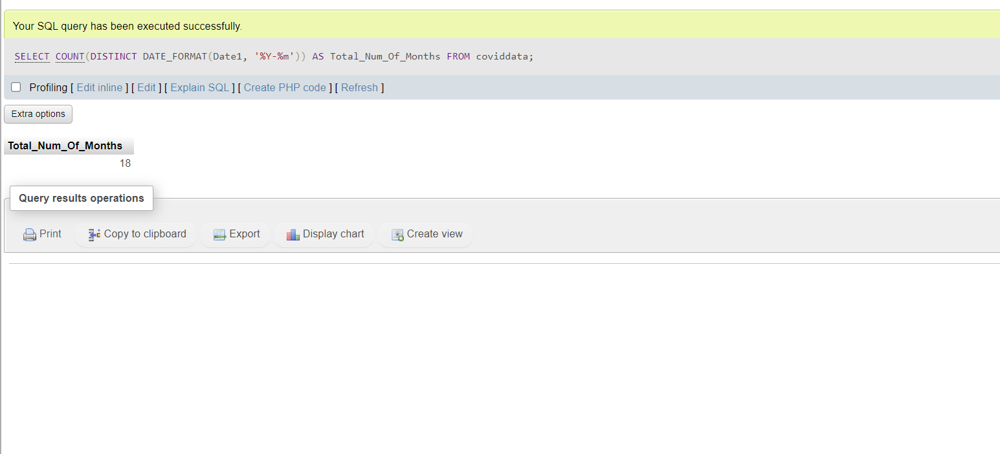 Your SQL query has been executed successfully.
SELECT COUNT(DISTINCT DATE_FORMAT(Date1, '%Y-%m')) AS Total_Num_Of_Months FROM coviddata;
Profiling [ Edit inline ] [ Edit ] [ Explain SQL ] [ Create PHP code ] [ Refresh ]
Extra options
Total_Num_Of_Months
18
Query results operations
Print Copy to clipboard Export Display chart Create view